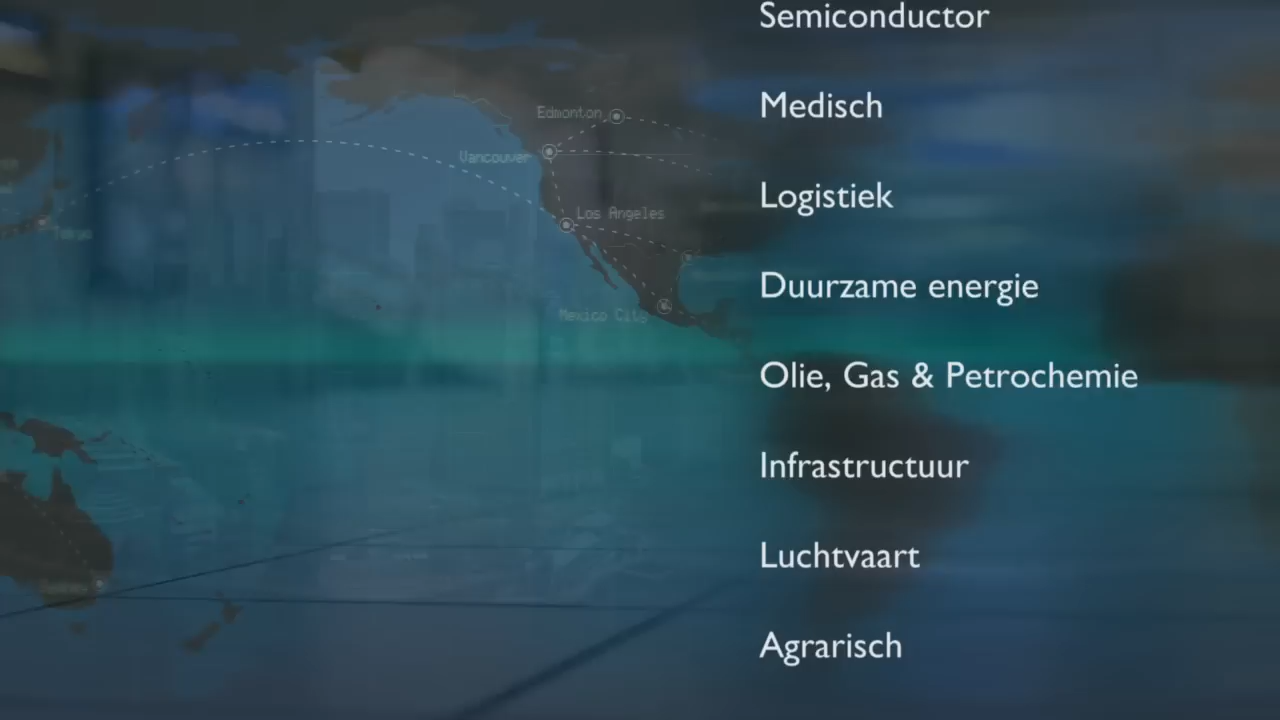 Semiconductor
Medisch
Edmonton
Vancouver
Logistiek
Los Angeles
Duurzame energie
Mexico City
Olie, Gas & Petrochemie
Infrastructuur
Luchtvaart
Agrarisch